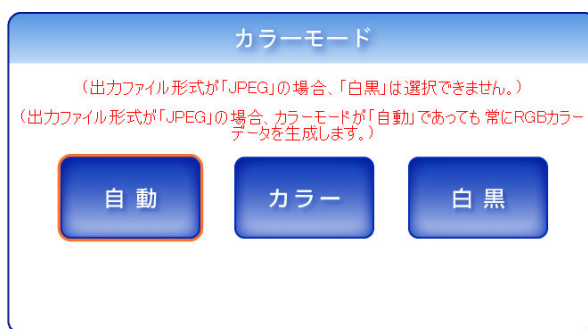 カラーモード
(出力ファイル形式が「JPEG」の場合、「白黒」は選択できません。)
(出力ファイル形式が「JPEG」の場合、カラーモードが「自動」であっても 常にRGBカラー
データを生成します。)
自動
カラー
白黒